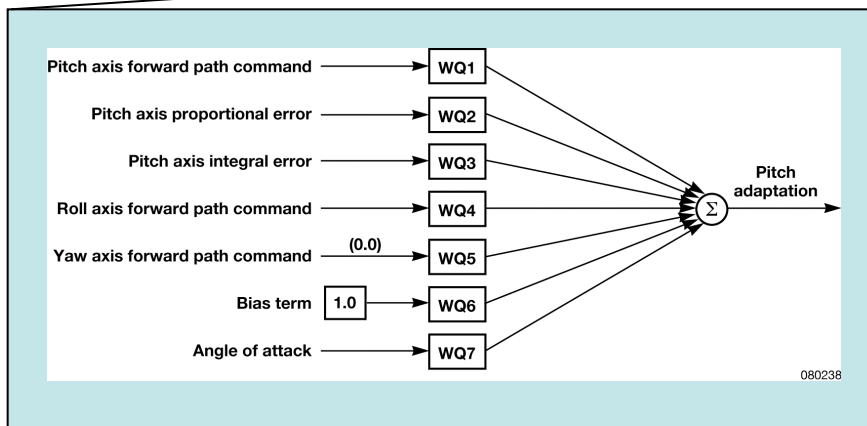 Pitch axis forward path command WQ1
Pitch axis proportional error WQ2
Pitch axis integral error WQ3
Roll axis forward path command WQ4
Yaw axis forward path command (0.0) WQ5
Bias term 1.0 WQ6
Angle of attack WQ7
Σ
Pitch
adaptation
080238